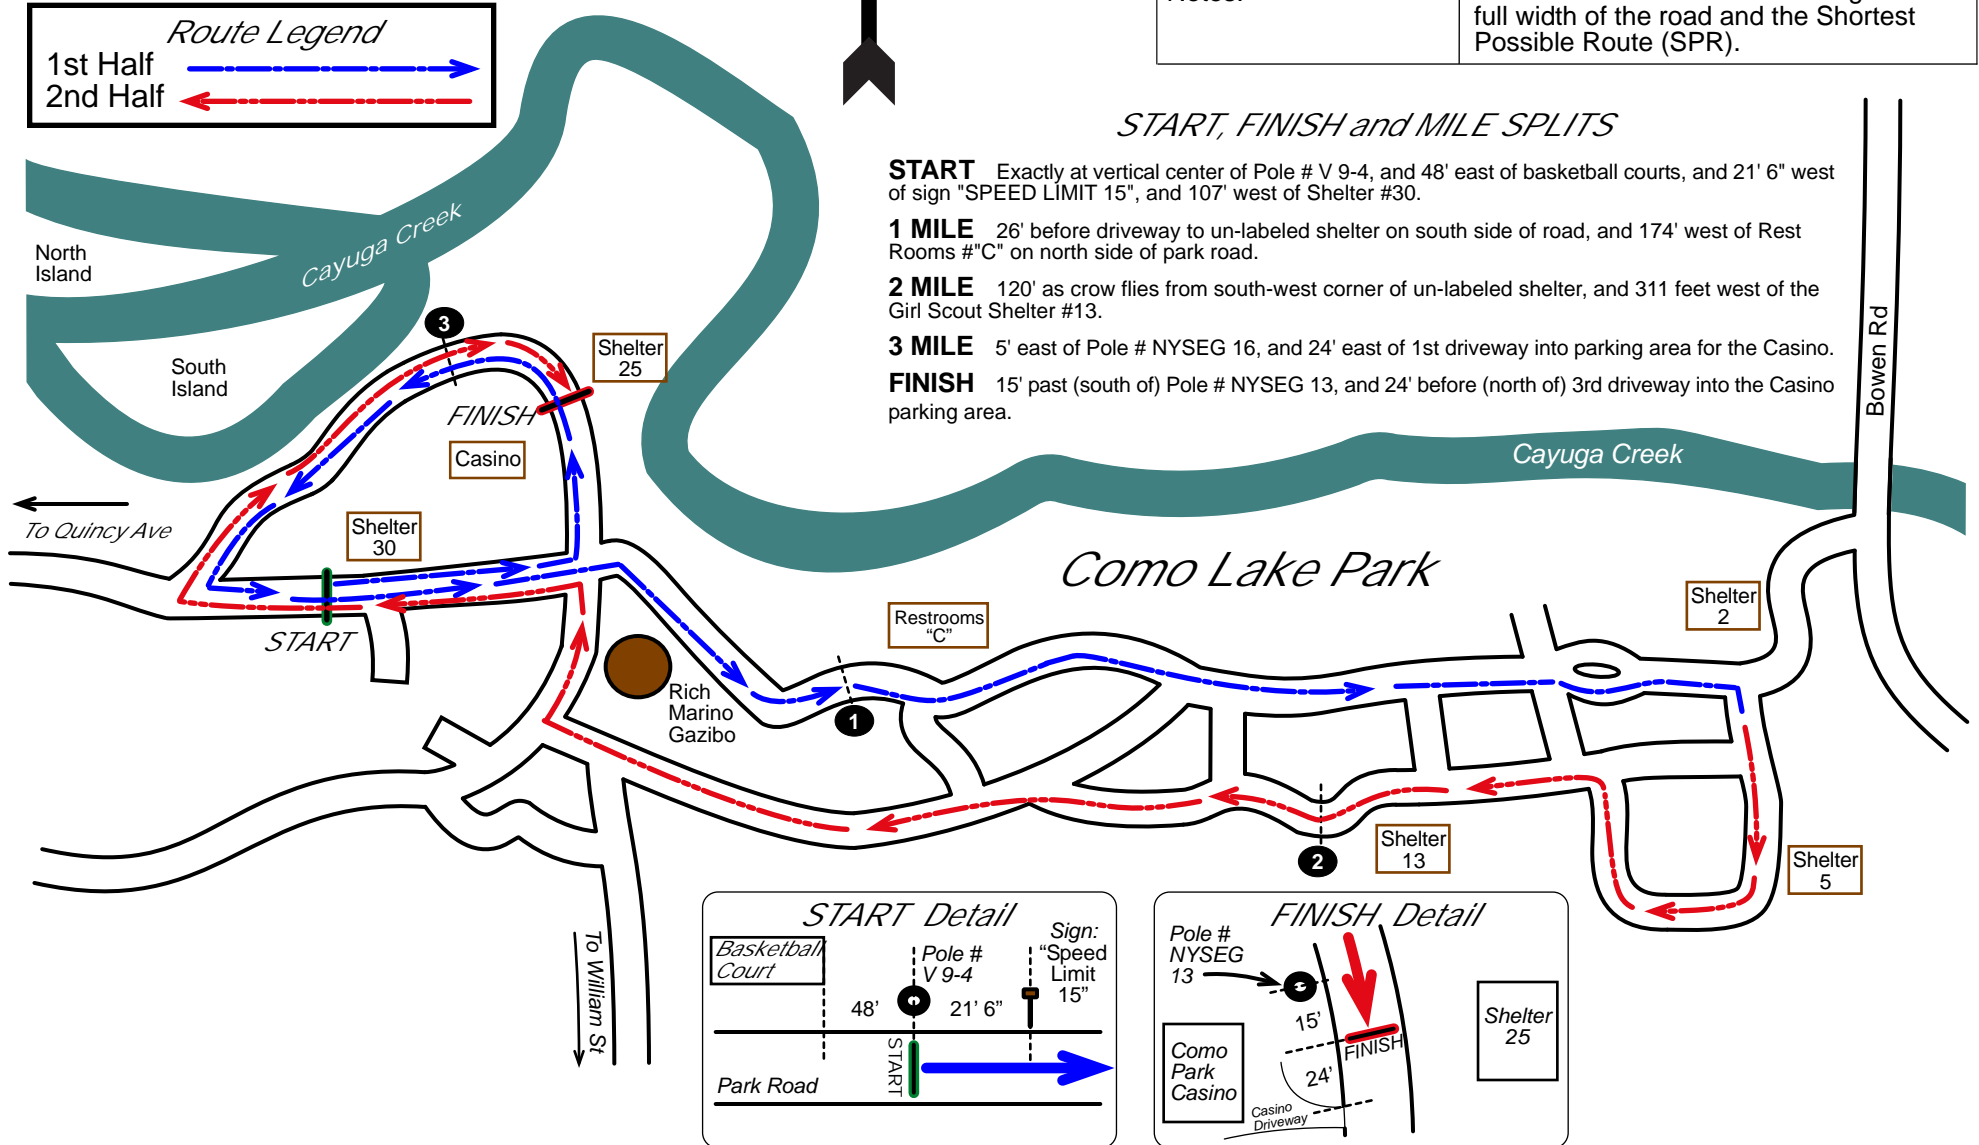 Route Legend
1st Half
2nd Half
full width of the road and the Shortest
Possible Route (SPR).
START, FINISH and MILE SPLITS
START Exactly at vertical center of Pole # V 9-4, and 48' east of basketball courts, and 21' 6" west
of sign "SPEED LIMIT 15", and 107' west of Shelter #30.
1 MILE 26' before driveway to un-labeled shelter on south side of road, and 174' west of Rest
Rooms #"C" on north side of park road.
2 MILE 120' as crow flies from south-west corner of un-labeled shelter, and 311 feet west of the
Girl Scout Shelter #13.
3 MILE 5' east of Pole # NYSEG 16, and 24' east of 1st driveway into parking area for the Casino.
FINISH 15' past (south of) Pole # NYSEG 13, and 24' before (north of) 3rd driveway into the Casino
parking area.
North
Island
Cayuga Creek
South
Island
3
Shelter
25
FINISH
Casino
To Quincy Ave
Shelter
30
START
Bowen Rd
Cayuga Creek
Como Lake Park
Shelter
2
Restrooms
“C”
Rich
Marino
Gazibo
1
2
Shelter
13
Shelter
5
To William St
START Detail
Basketball
Court
Pole #
V 9-4
Sign:
“Speed
Limit
15”
48’
21’ 6”
START
Park Road
FINISH Detail
Pole #
NYSEG
13
15’
FINISH
24’
Como
Park
Casino
Casino
Driveway
Shelter
25